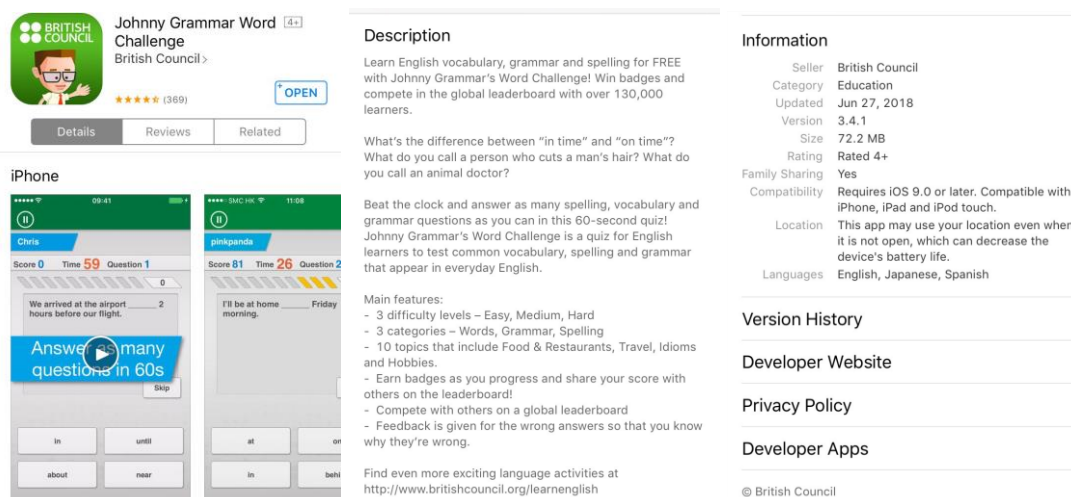 BRITISH
COUNCIL
Johnny Grammar Word 4+
Challenge
British Council >
(369)
+ OPEN
Details Reviews Related
iPhone
09:41
Chris
Score 0 Time 59 Question 1
0
We arrived at the airport _____ 2
hours before our flight.
Answer as many
questions in 60s
Skip
in until
about near
SMC HK 11:08
pinkpanda
Score 81 Time 26 Question 2
I'll be at home _____ Friday
morning.
at on
in behi
Description
Learn English vocabulary, grammar and spelling for FREE
with Johnny Grammar's Word Challenge! Win badges and
compete in the global leaderboard with over 130,000
learners.
What's the difference between "in time" and "on time"?
What do you call a person who cuts a man's hair? What do
you call an animal doctor?
Beat the clock and answer as many spelling, vocabulary and
grammar questions as you can in this 60-second quiz!
Johnny Grammar's Word Challenge is a quiz for English
learners to test common vocabulary, spelling and grammar
that appear in everyday English.
Main features:
- 3 difficulty levels – Easy, Medium, Hard
- 3 categories – Words, Grammar, Spelling
- 10 topics that include Food & Restaurants, Travel, Idioms
and Hobbies.
- Earn badges as you progress and share your score with
others on the leaderboard!
- Compete with others on a global leaderboard
- Feedback is given for the wrong answers so that you know
why they're wrong.
Find even more exciting language activities at
http://www.britishcouncil.org/learnenglish
Information
Seller British Council
Category Education
Updated Jun 27, 2018
Version 3.4.1
Size 72.2 MB
Rating Rated 4+
Family Sharing Yes
Compatibility Requires iOS 9.0 or later. Compatible with
iPhone, iPad and iPod touch.
Location This app may use your location even when
it is not open, which can decrease the
device's battery life.
Languages English, Japanese, Spanish
Version History
Developer Website
Privacy Policy
Developer Apps
© British Council